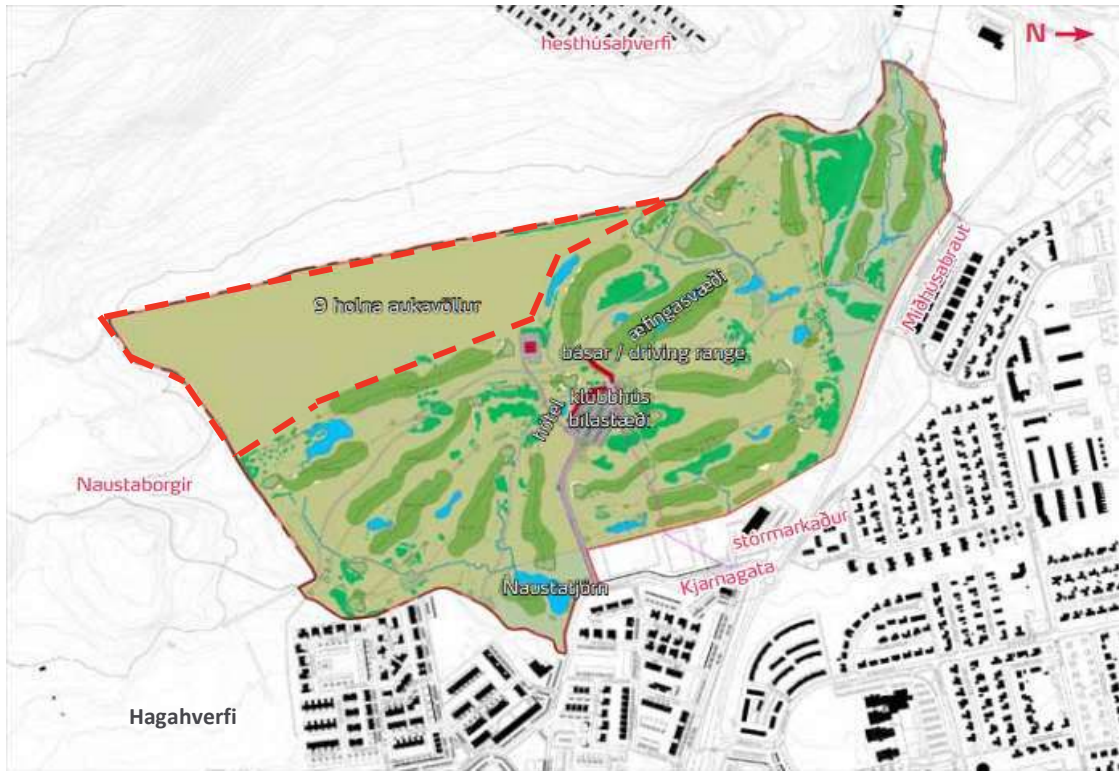 hesthúsahverfi
N
Miðhúsabraut
9 holna aukavöllur
æfingasvæði
básar / driving range
klúbbhús
hótel
bílastæði
Naustaborgir
stórmarkaður
Kjarnagata
Naustatjörn
Hagahverfi